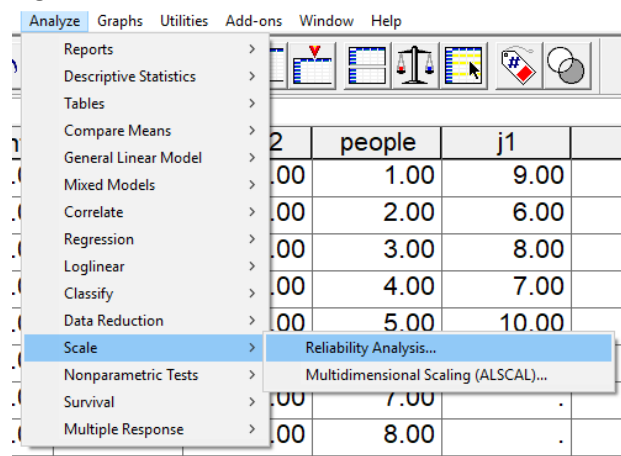 Analyze Graphs Utilities Add-ons Window Help
Reports >
Descriptive Statistics >
Tables >
Compare Means >
General Linear Model >
Mixed Models >
Correlate >
Regression >
Loglinear >
Classify >
Data Reduction >
Scale >
Nonparametric Tests >
Survival >
Multiple Response >
Reliability Analysis...
Multidimensional Scaling (ALSCAL)...
#
2 people j1
.00 1.00 9.00
.00 2.00 6.00
.00 3.00 8.00
.00 4.00 7.00
.00 5.00 10.00
.00 7.00 .
.00 8.00 .